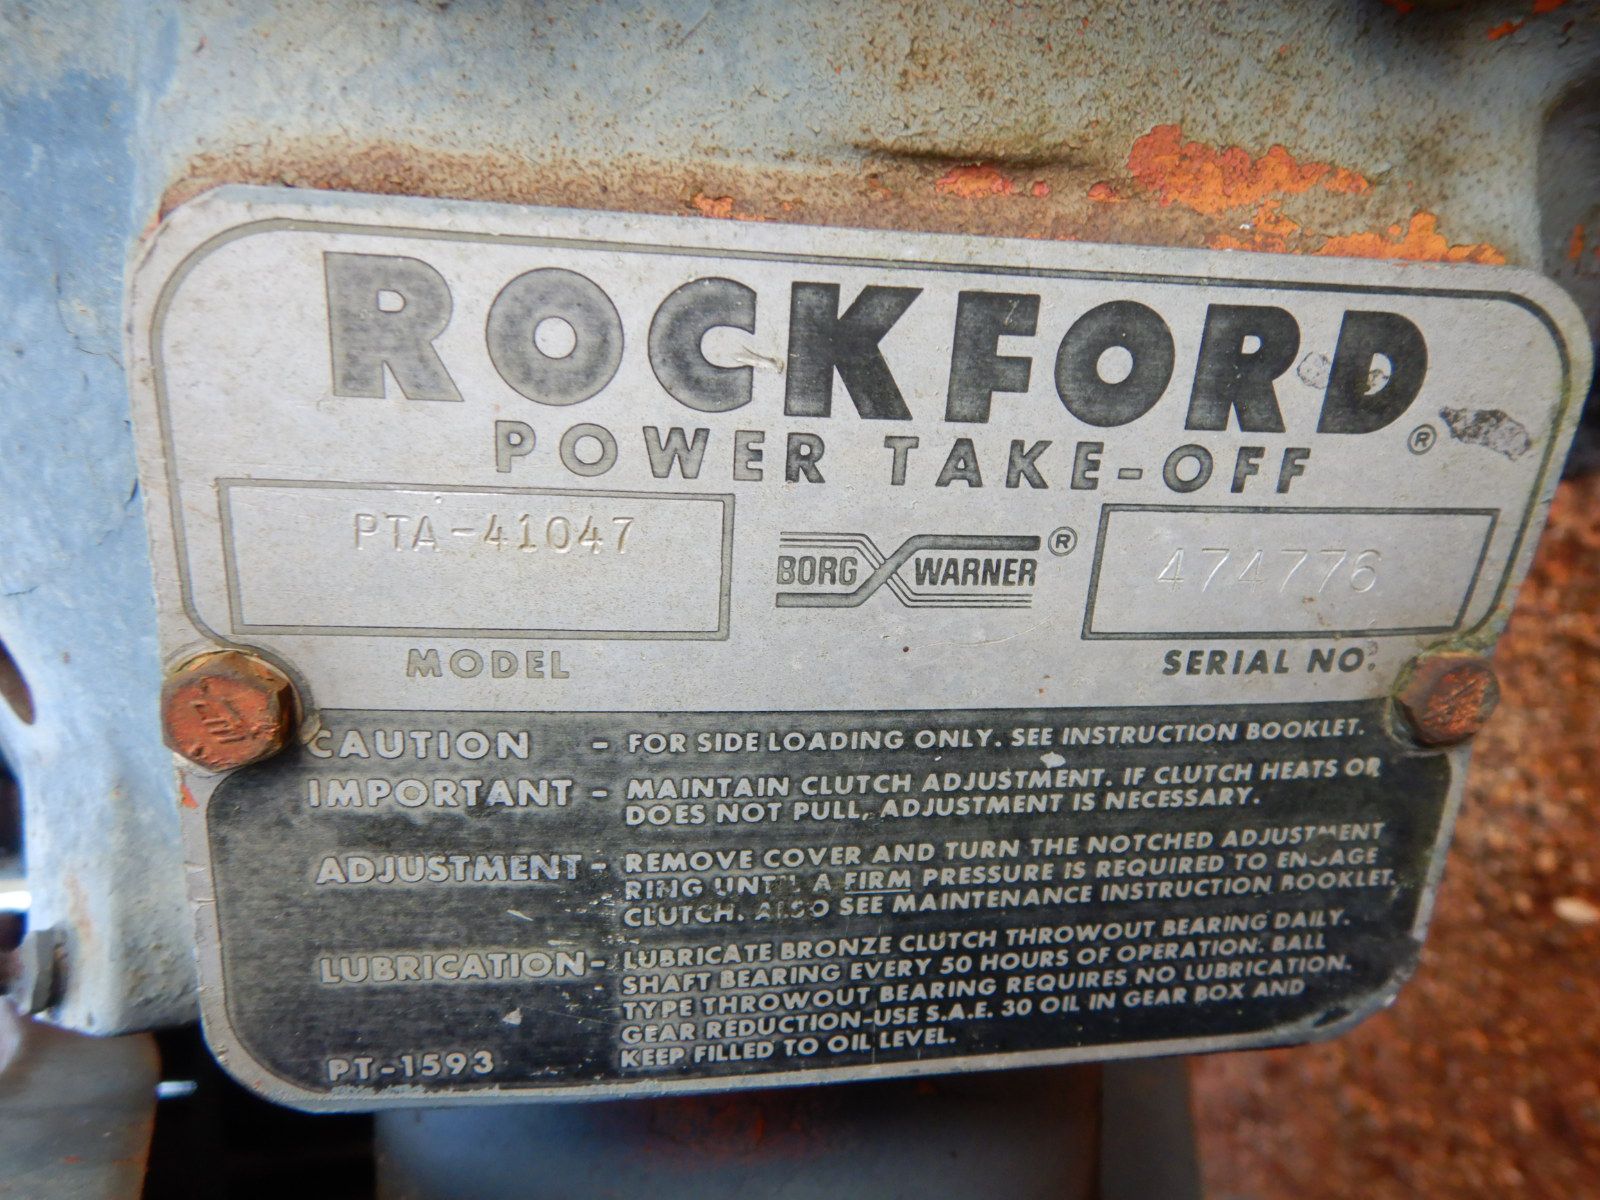 ROCKFORD ®
POWER TAKE-OFF
PTA-41047
MODEL
BORG WARNER ®
474776
SERIAL NO.
CAUTION - FOR SIDE LOADING ONLY. SEE INSTRUCTION BOOKLET.
IMPORTANT - MAINTAIN CLUTCH ADJUSTMENT. IF CLUTCH HEATS OR
DOES NOT PULL, ADJUSTMENT IS NECESSARY.
ADJUSTMENT - REMOVE COVER AND TURN THE NOTCHED ADJUSTMENT
RING UNTIL A FIRM PRESSURE IS REQUIRED TO ENGAGE
CLUTCH. ALSO SEE MAINTENANCE INSTRUCTION BOOKLET.
LUBRICATION- LUBRICATE BRONZE CLUTCH THROWOUT BEARING DAILY.
SHAFT BEARING EVERY 50 HOURS OF OPERATION. BALL
TYPE THROWOUT BEARING REQUIRES NO LUBRICATION.
GEAR REDUCTION-USE S.A.E. 30 OIL IN GEAR BOX AND
KEEP FILLED TO OIL LEVEL.
PT-1593